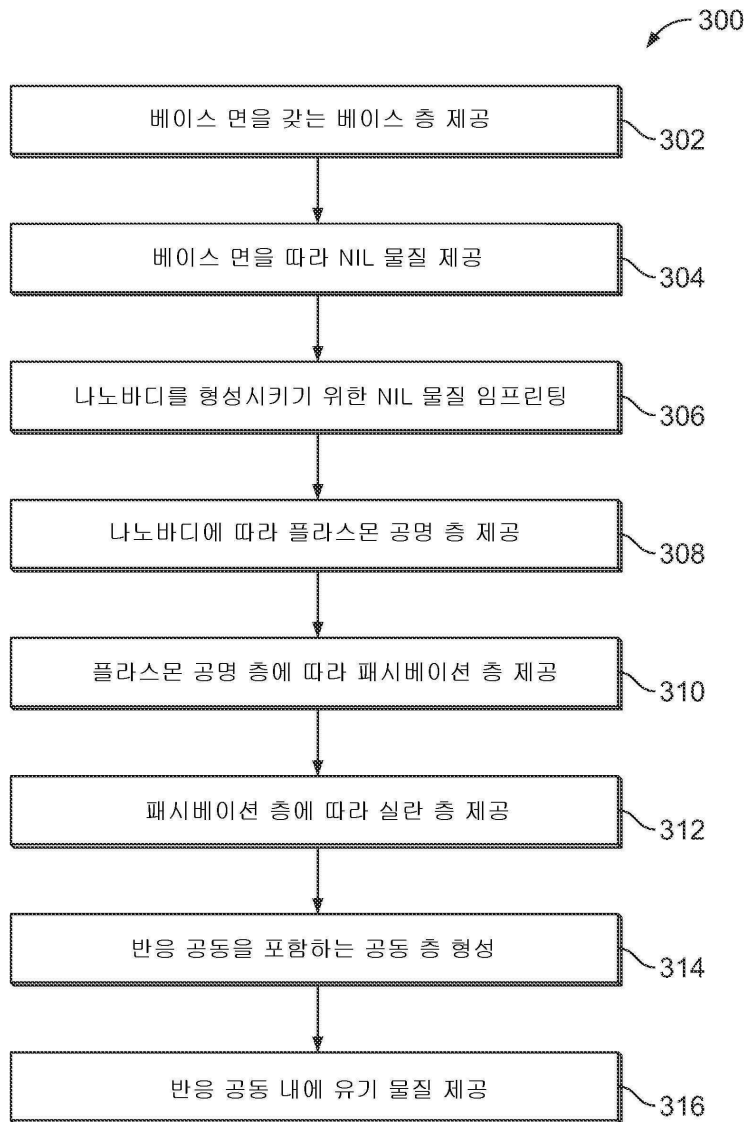 300
베이스 면을 갖는 베이스 층 제공
302
베이스 면을 따라 NIL 물질 제공
304
나노바디를 형성시키기 위한 NIL 물질 임프린팅
306
나노바디에 따라 플라스몬 공명 층 제공
308
플라스몬 공명 층에 따라 패시베이션 층 제공
310
패시베이션 층에 따라 실란 층 제공
312
반응 공동을 포함하는 공동 층 형성
314
반응 공동 내에 유기 물질 제공
316